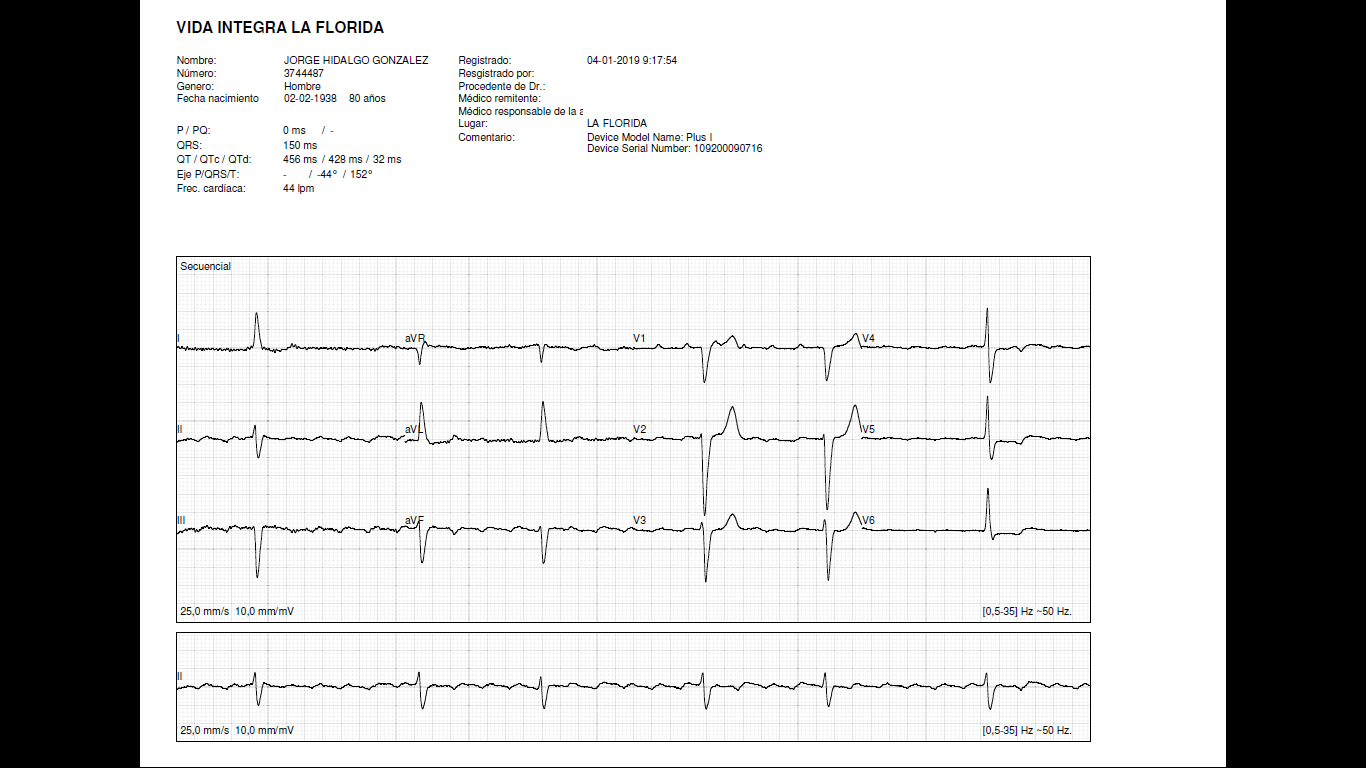 VIDA INTEGRA LA FLORIDA
Nombre: JORGE HIDALGO GONZALEZ
Número: 3744487
Genero: Hombre
Fecha nacimiento 02-02-1938 80 años
Registrado: 04-01-2019 9:17:54
Resgistrado por:
Procedente de Dr.:
Médico remitente:
Médico responsable de la a
Lugar: LA FLORIDA
Comentario: Device Model Name: Plus I
Device Serial Number: 109200090716
P / PQ: 0 ms / -
QRS: 150 ms
QT / QTc / QTd: 456 ms / 428 ms / 32 ms
Eje P/QRS/T: - / -44° / 152°
Frec. cardíaca: 44 lpm
Secuencial
I aVR V1 V4
II aVL V2 V5
III aVF V3 V6
25,0 mm/s 10,0 mm/mV [0,5-35] Hz ~50 Hz.
II
25,0 mm/s 10,0 mm/mV [0,5-35] Hz ~50 Hz.